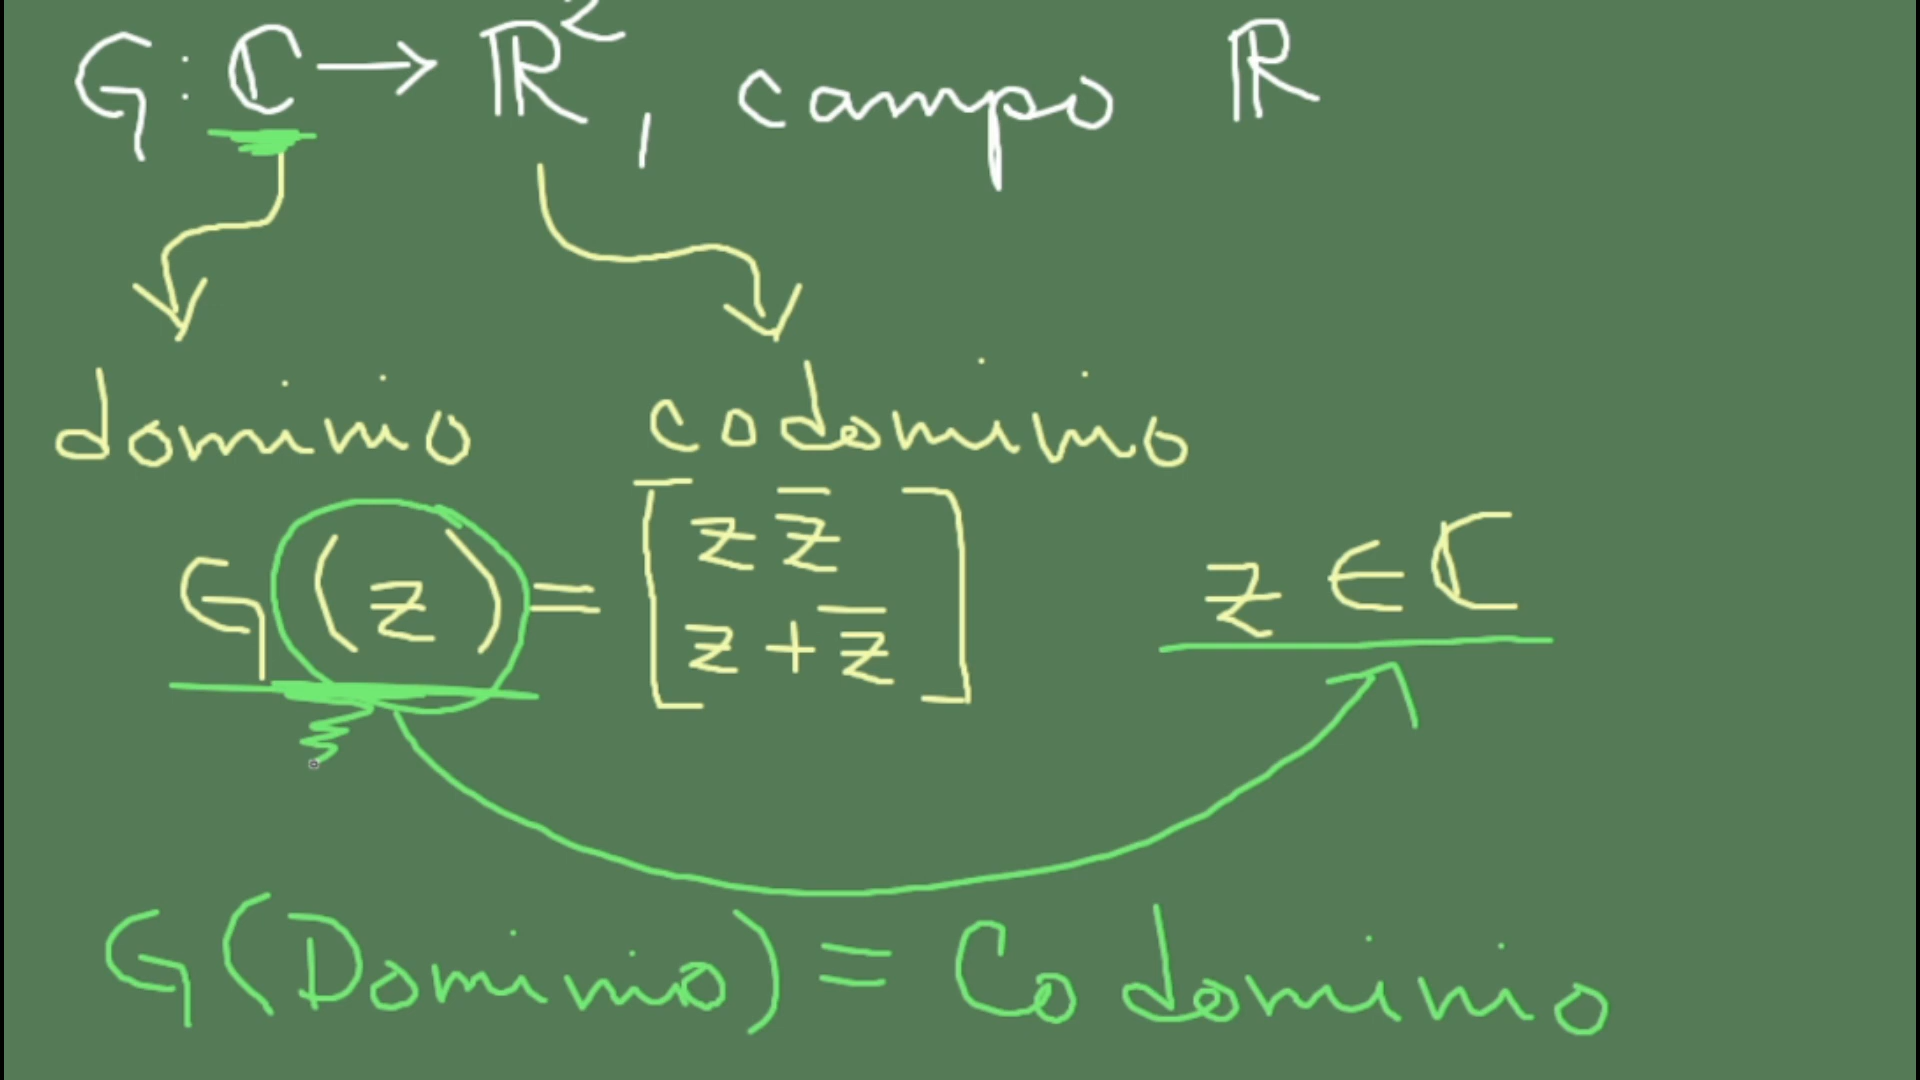 G: ℂ → ℝ², campo ℝ
dominio codominio
G(z) = [z z̅ z + z̅] z ∈ ℂ
G(Dominio) = Codominio